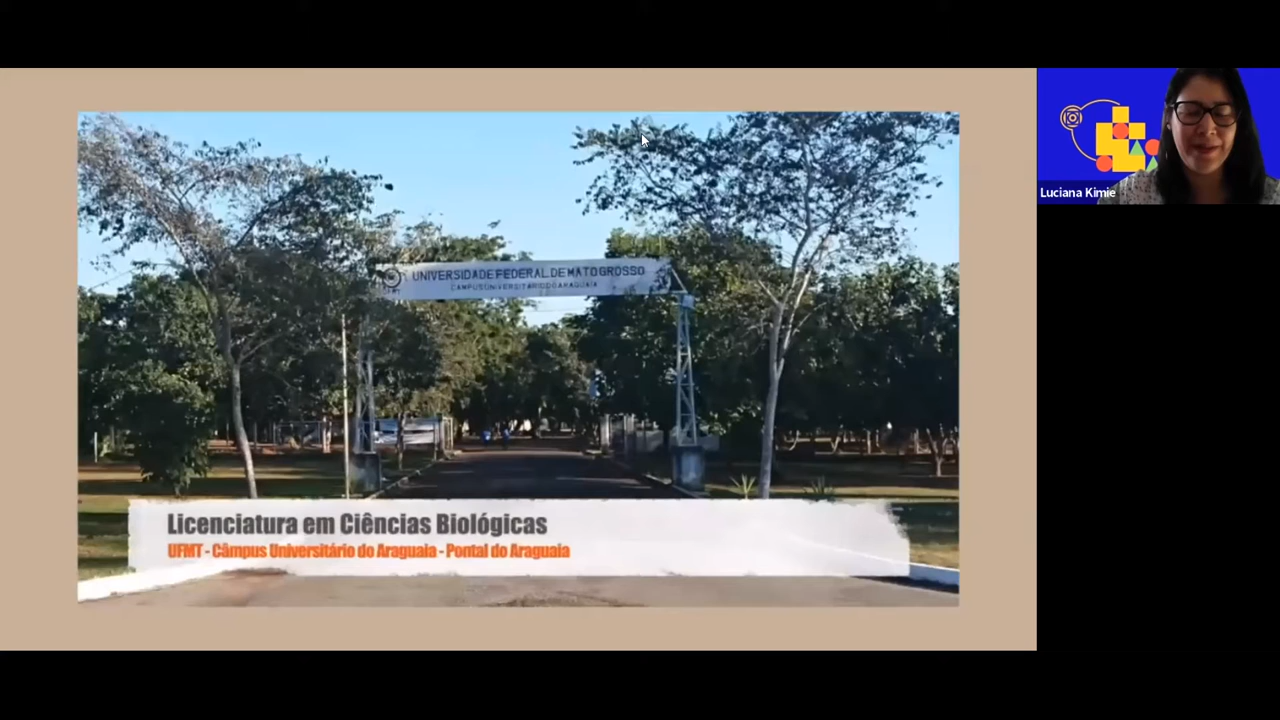 UNIVERSIDADE FEDERAL DE MATO GROSSO
CAMPUS UNIVERSITÁRIO DO ARAGUAIA
Licenciatura em Ciências Biológicas
UFMT - Câmpus Universitário do Araguaia - Pontal do Araguaia
Luciana Kimie